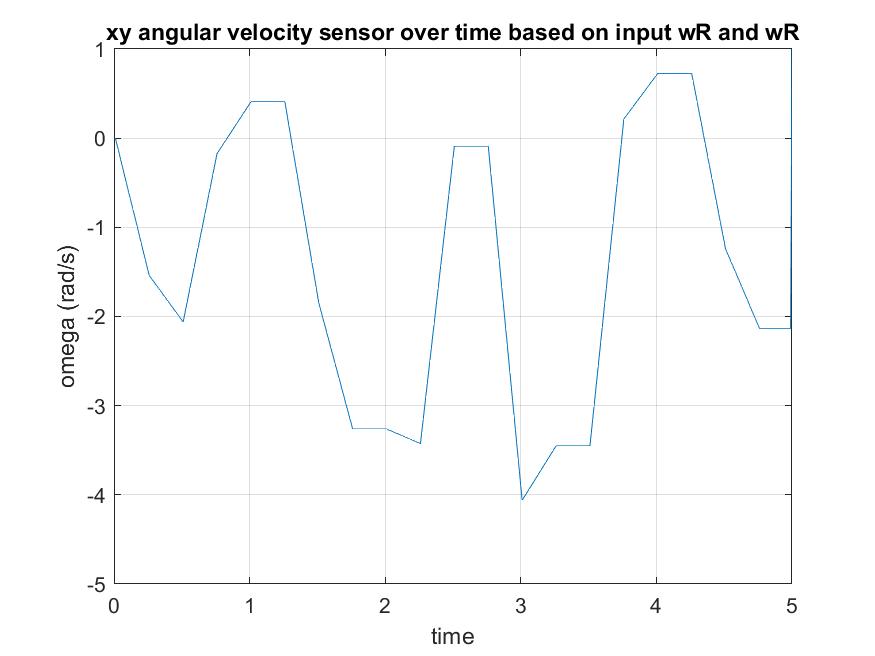 xy angular velocity sensor over time based on input wR and wR
1
0
-1
-2
-3
-4
-5
omega (rad/s)
0 1 2 3 4 5
time